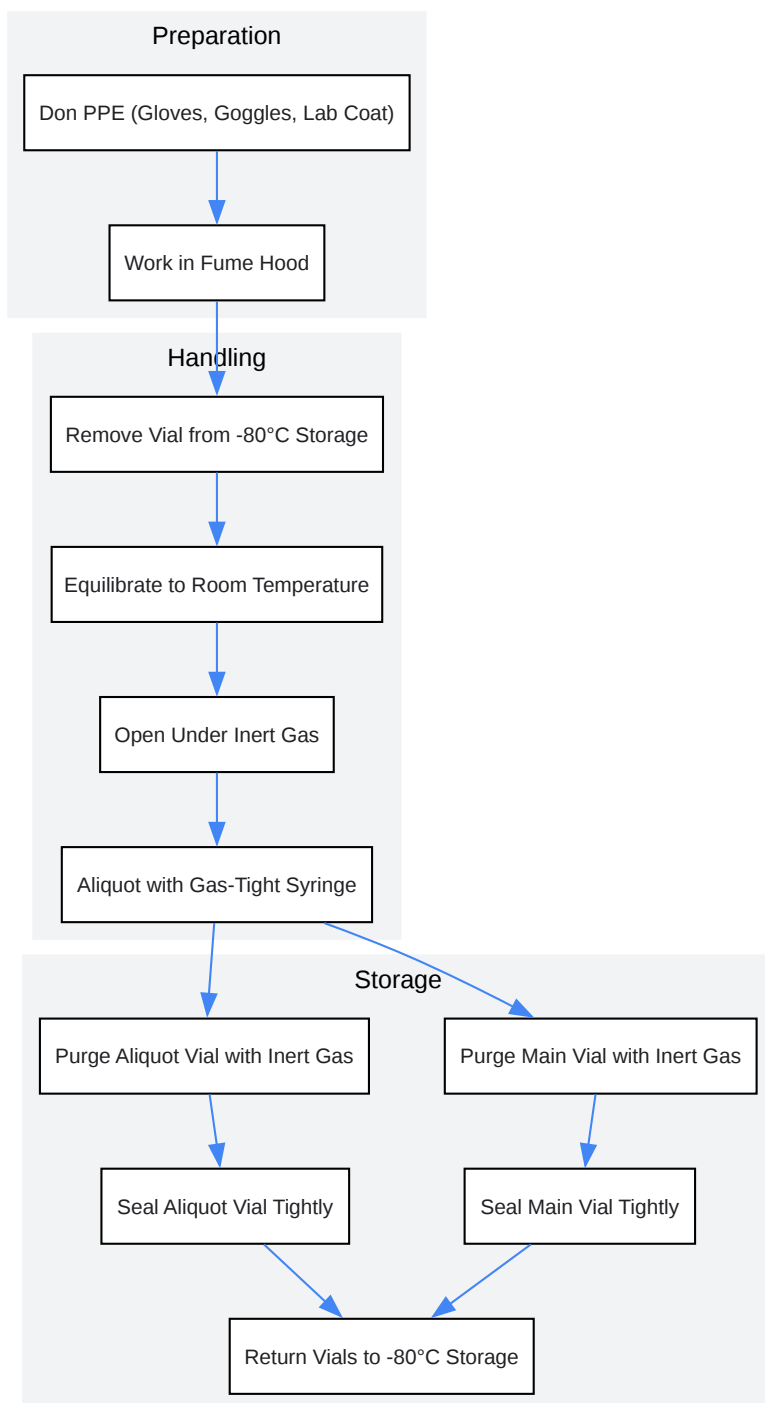 Preparation
Don PPE (Gloves, Goggles, Lab Coat)
Work in Fume Hood
Handling
Remove Vial from -80°C Storage
Equilibrate to Room Temperature
Open Under Inert Gas
Aliquot with Gas-Tight Syringe
Storage
Purge Aliquot Vial with Inert Gas
Purge Main Vial with Inert Gas
Seal Aliquot Vial Tightly
Seal Main Vial Tightly
Return Vials to -80°C Storage